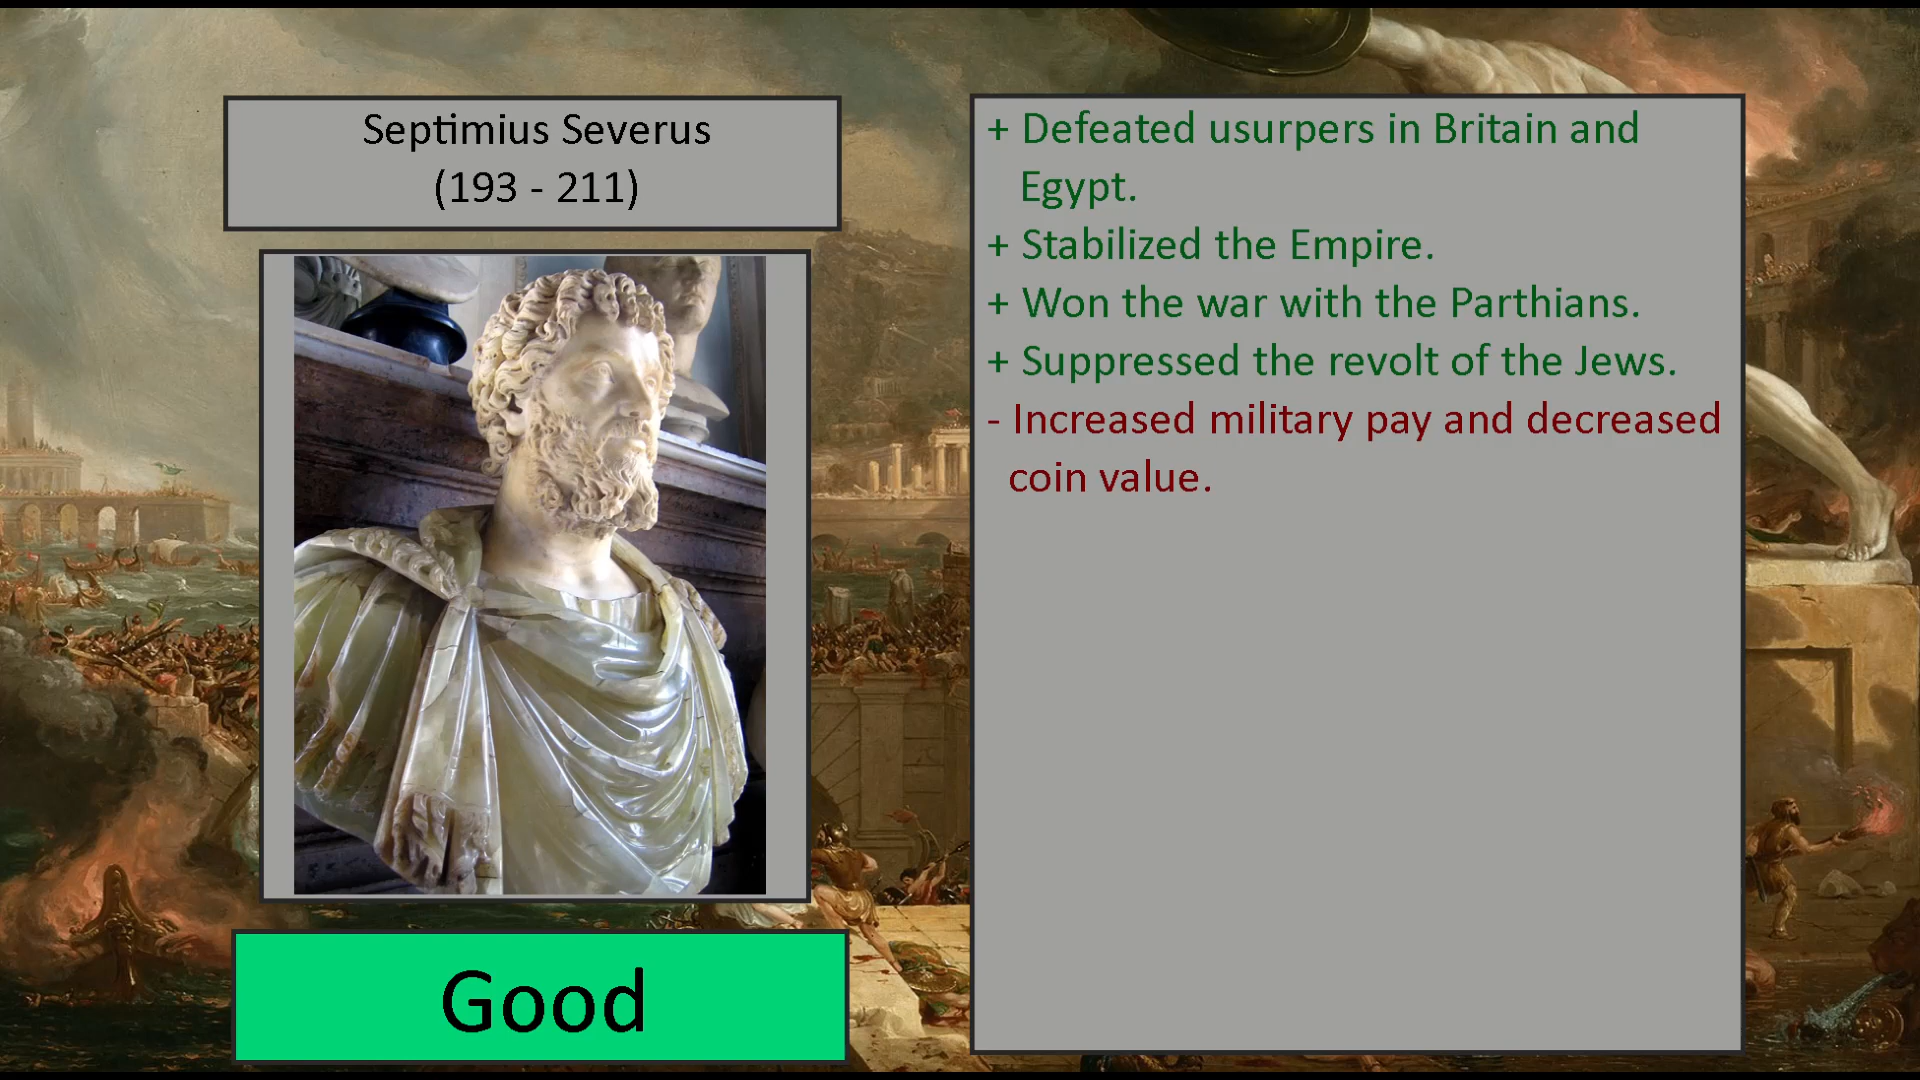 Septimius Severus
(193 - 211)
+ Defeated usurpers in Britain and
Egypt.
+ Stabilized the Empire.
+ Won the war with the Parthians.
+ Suppressed the revolt of the Jews.
- Increased military pay and decreased
coin value.
Good